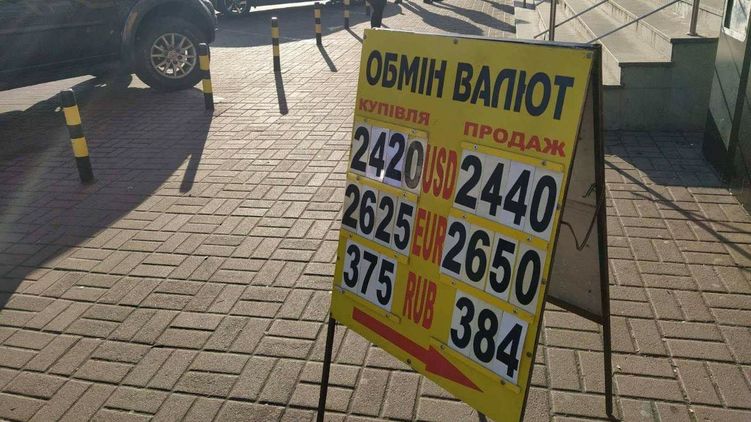 ОБМІН ВАЛЮТ
КУПІВЛЯ ПРОДАЖ
2420 USD 2440
2625 EUR 2650
375 RUB 384